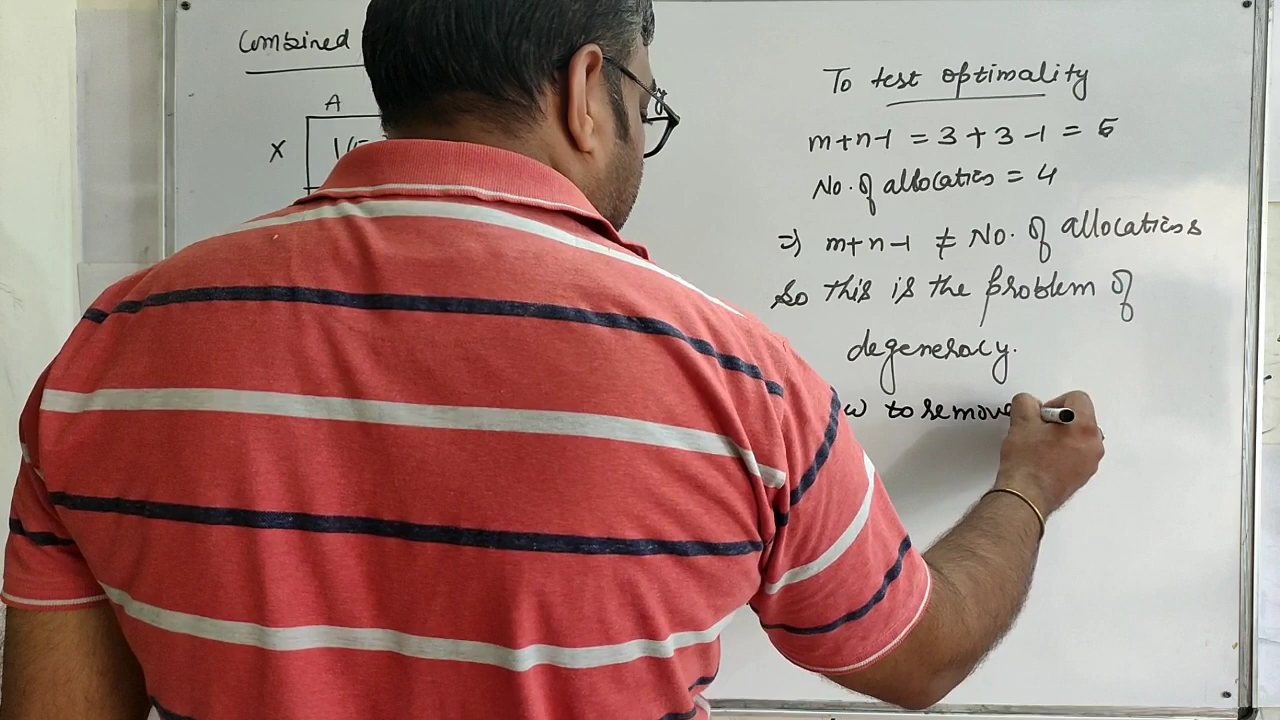 Combined
A
X
To test optimality
m+n-1 = 3+3-1 = 5
No. of allocations = 4
⇒ m+n-1 ≠ No. of allocations
So this is the problem of
degeneracy.
to remove